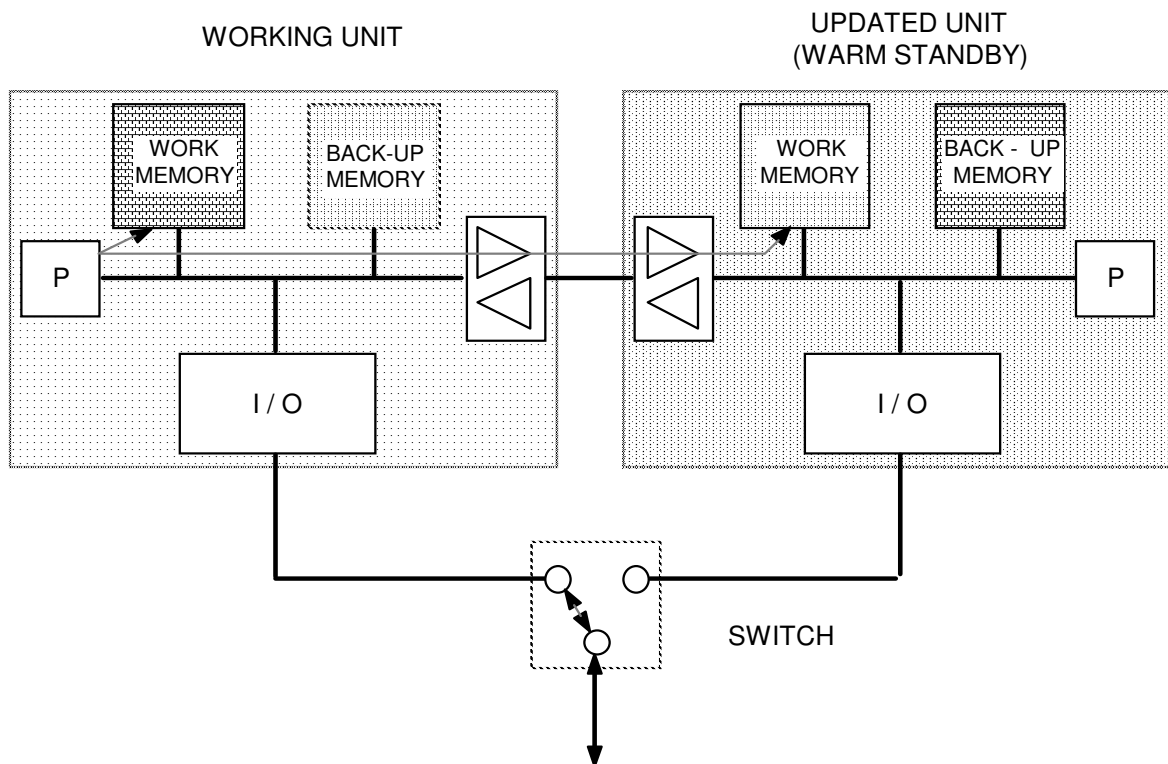 WORKING UNIT
UPDATED UNIT
(WARM STANDBY)
WORK
MEMORY
BACK-UP
MEMORY
WORK
MEMORY
BACK - UP
MEMORY
P
P
I / O
I / O
SWITCH